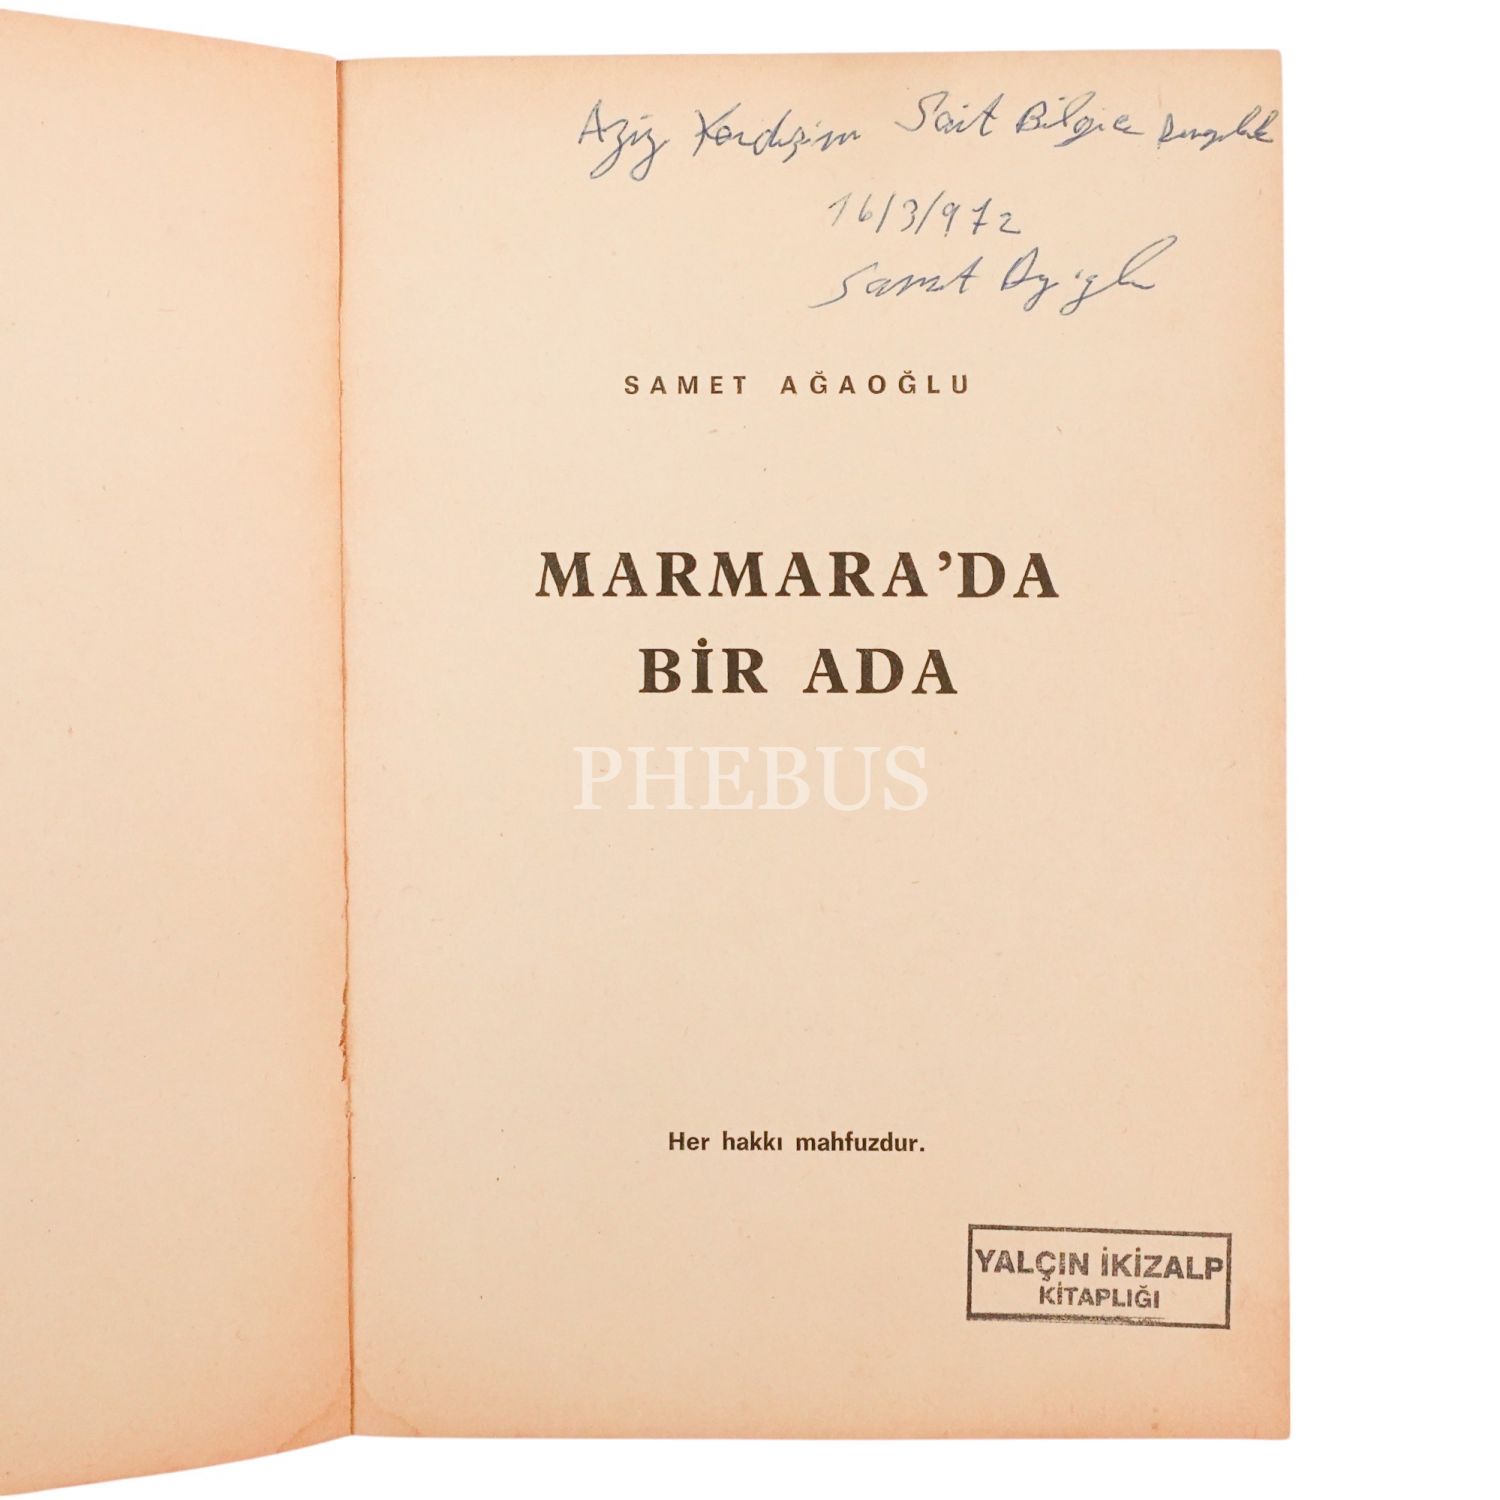 Aziz Kardeşim Sait Bilgiç
16/3/972
Samet Ağaoğlu
SAMET AĞAOĞLU
MARMARA'DA
BİR ADA
PHEBUS
Her hakkı mahfuzdur.
YALÇIN İKİZALP
KİTAPLIĞI